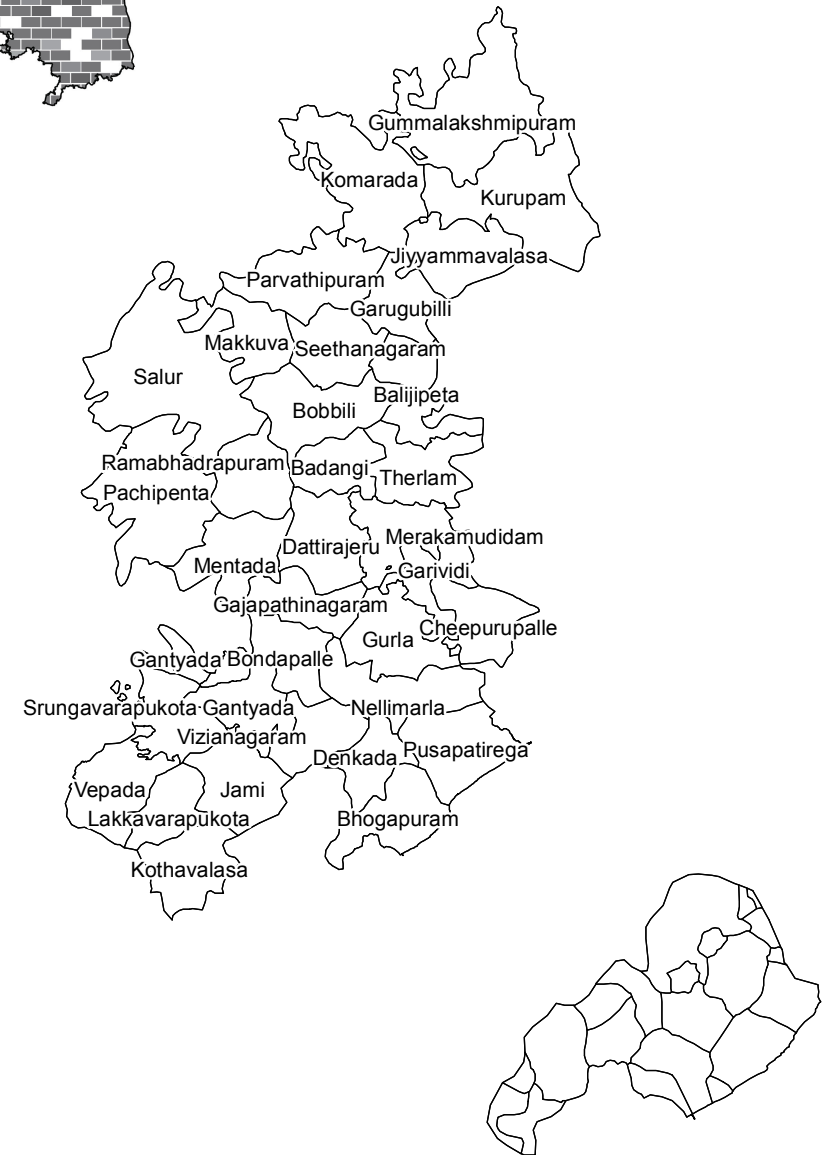 Gummalakshmipuram
Komarada
Kurupam
Jiyyammavalasa
Parvathipuram
Garugubilli
Makkuva
Seethanagaram
Salur
Balijipeta
Bobbili
Ramabhadrapuram
Badangi
Therlam
Pachipenta
Merakamudidam
Dattirajeru
Mentada
Garividi
Gajapathinagaram
Cheepurupalle
Gurla
Gantyada
Bondapalle
Srungavarapukota
Gantyada
Nellimarla
Vizianagaram
Denkada
Pusapatirega
Vepada
Jami
Lakkavarapukota
Bhogapuram
Kothavalasa